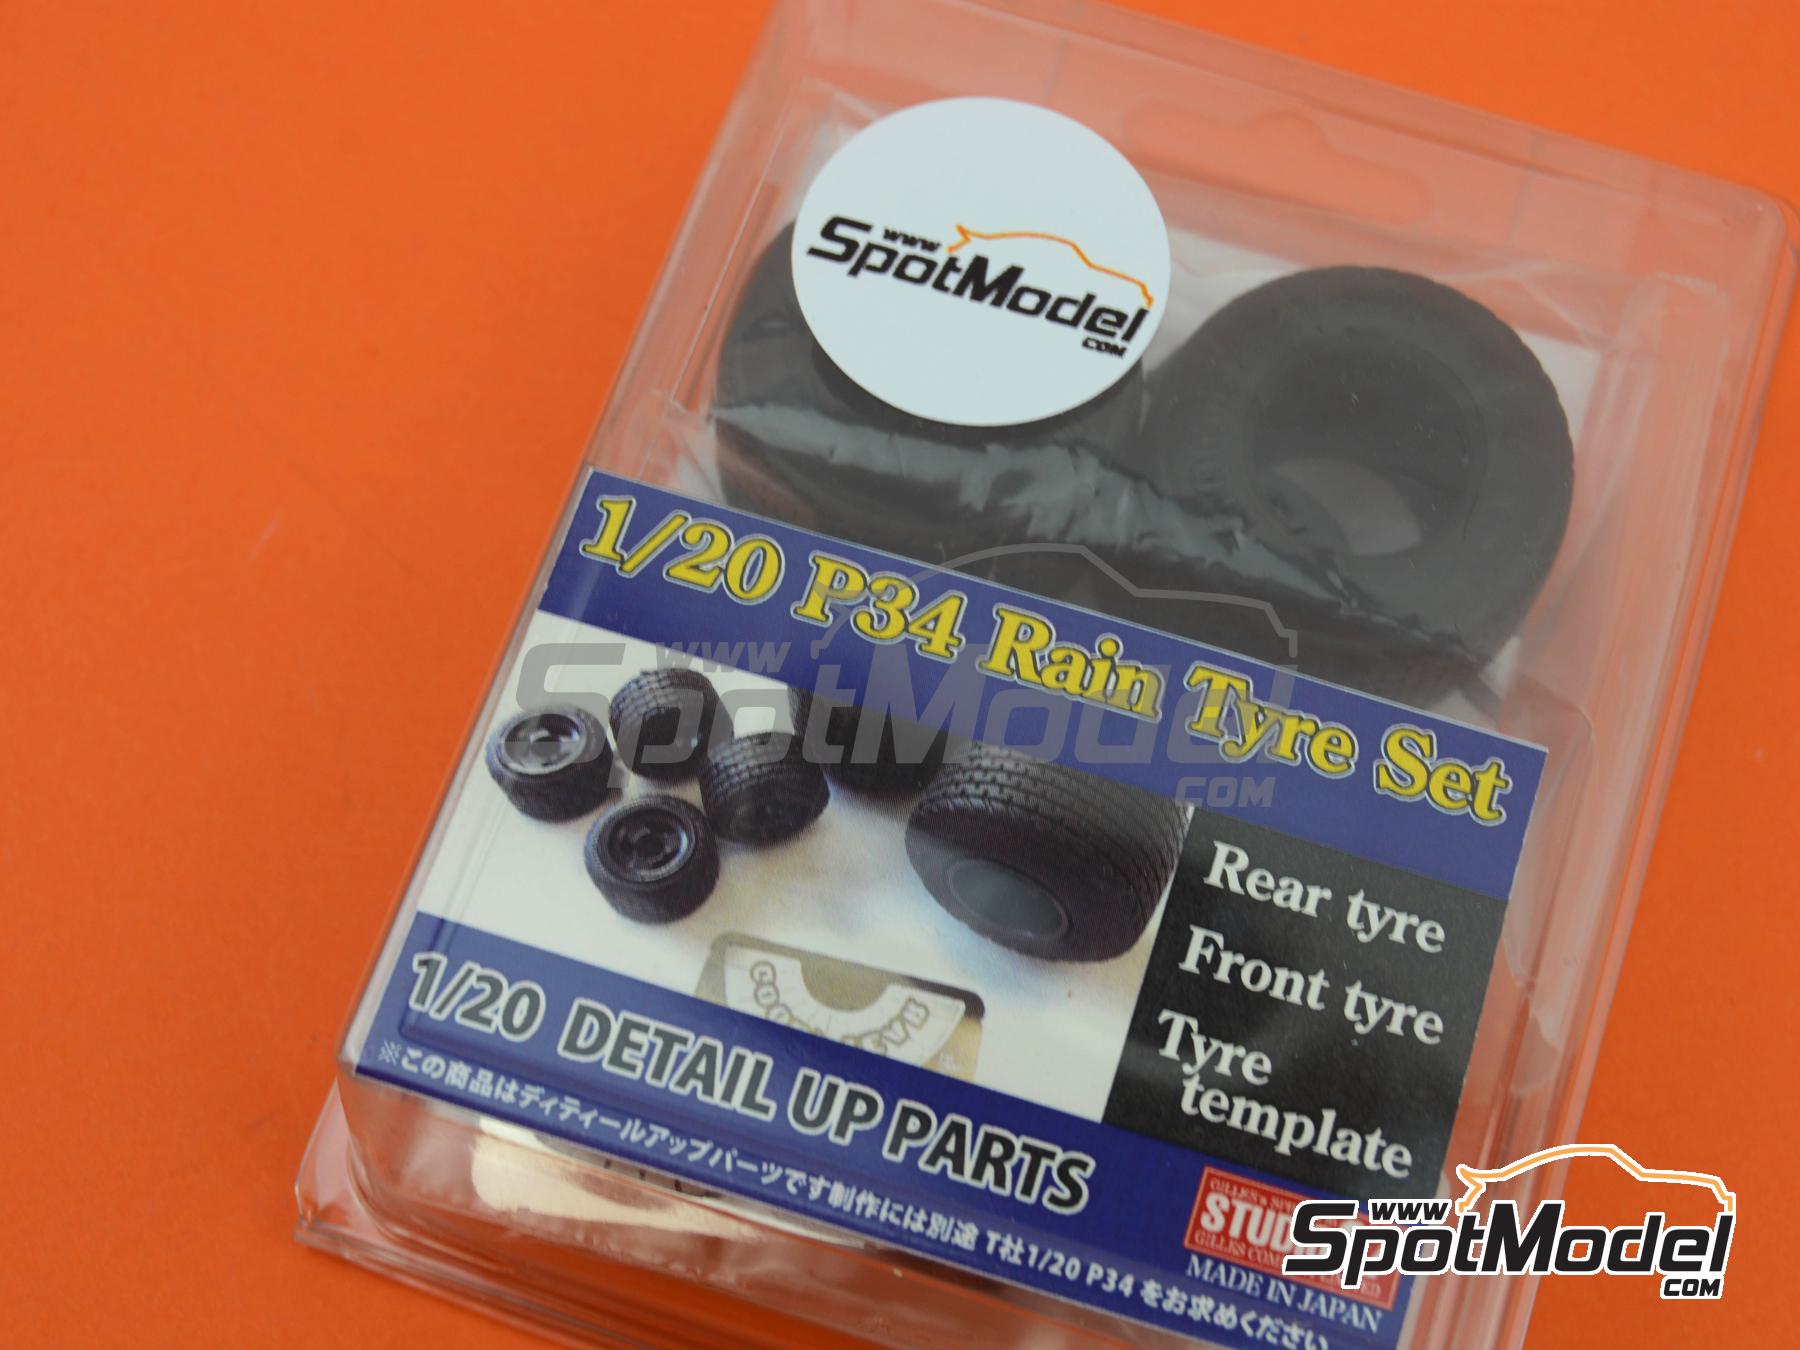 www
SpotModel
.COM
1/20 P34 Rain Tyre Set
www
SpotModel
.COM
Rear tyre
Front tyre
Tyre
template
GOOD
1/20 DETAIL UP PARTS
※この商品はディティールアップパーツです制作には別途 T社1/20 P34 をお求めください
STUD
MADE IN JAPAN
www
SpotModel
.COM